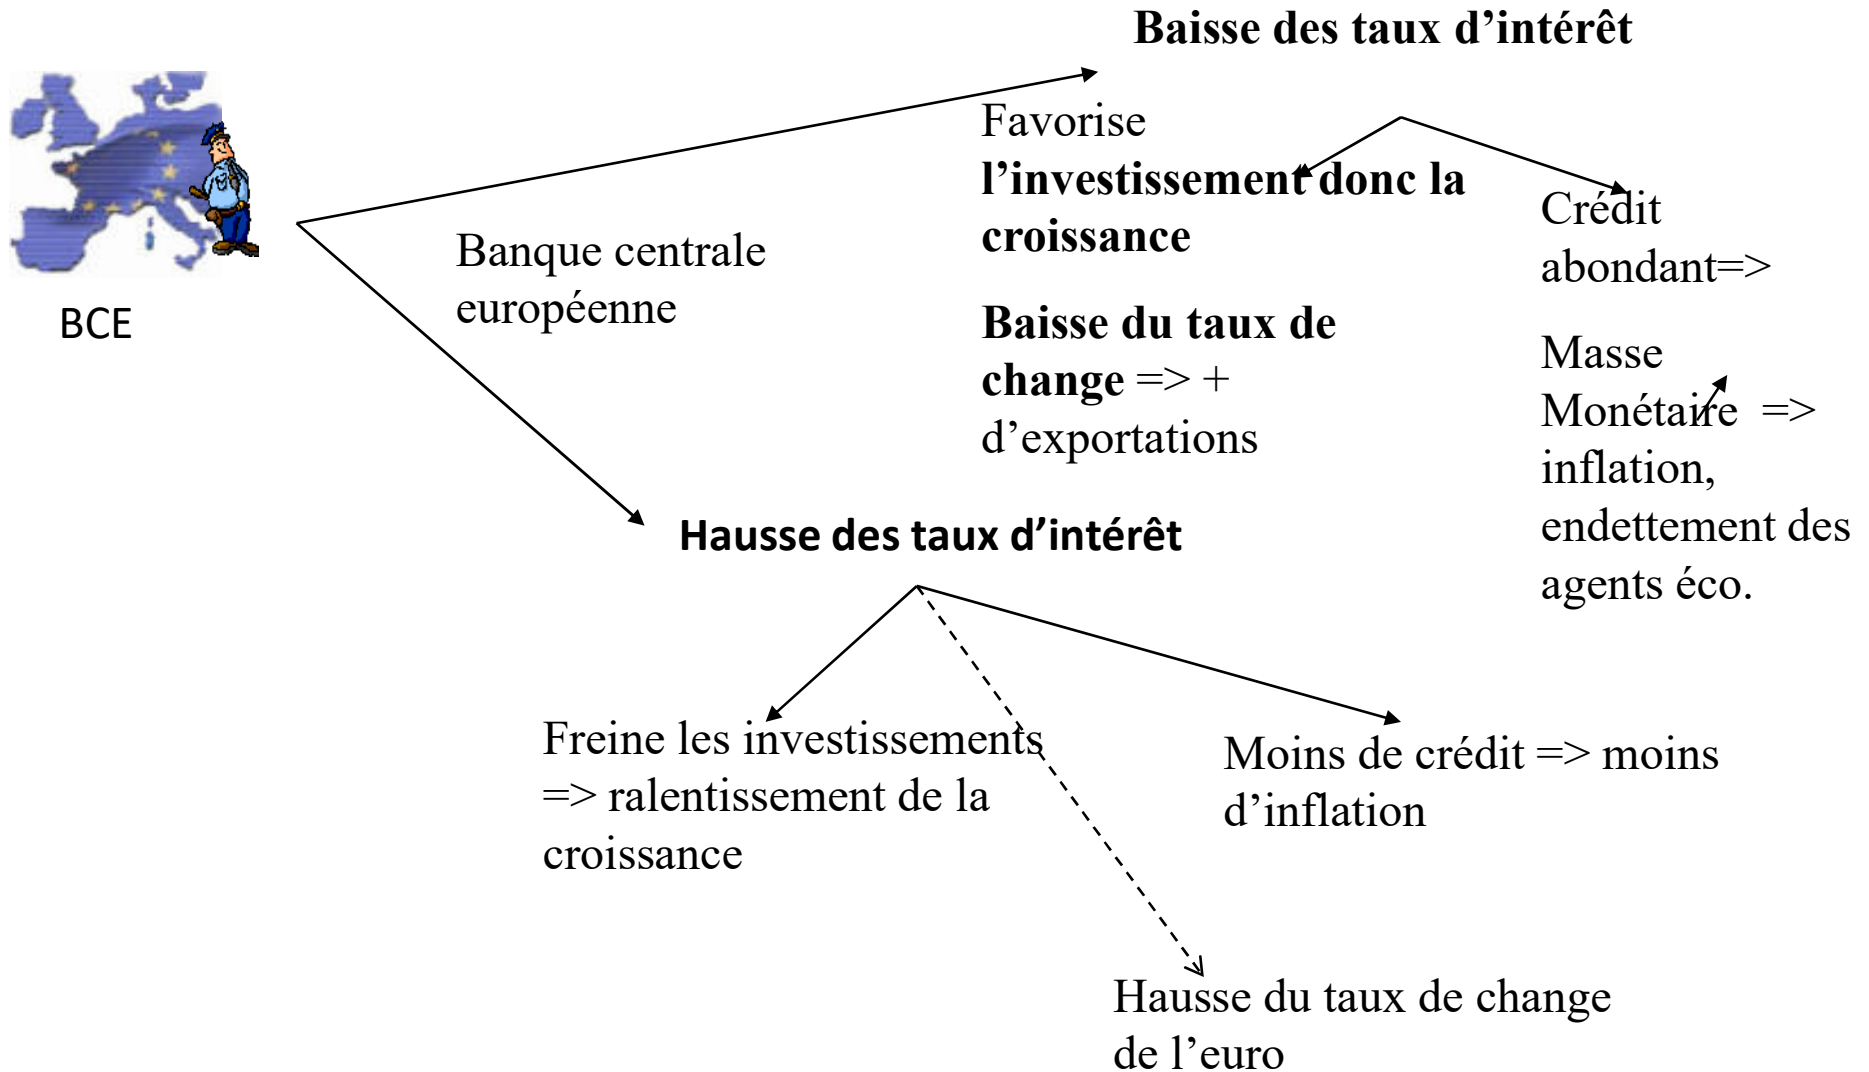 Baisse des taux d’intérêt
Favorise
l’investissement donc la
croissance
Baisse du taux de
change => +
d’exportations
Crédit
abondant=>
Masse
Monétaire =>
inflation,
endettement des
agents éco.
Banque centrale
européenne
BCE
Hausse des taux d’intérêt
Freine les investissements
=> ralentissement de la
croissance
Moins de crédit => moins
d’inflation
Hausse du taux de change
de l’euro